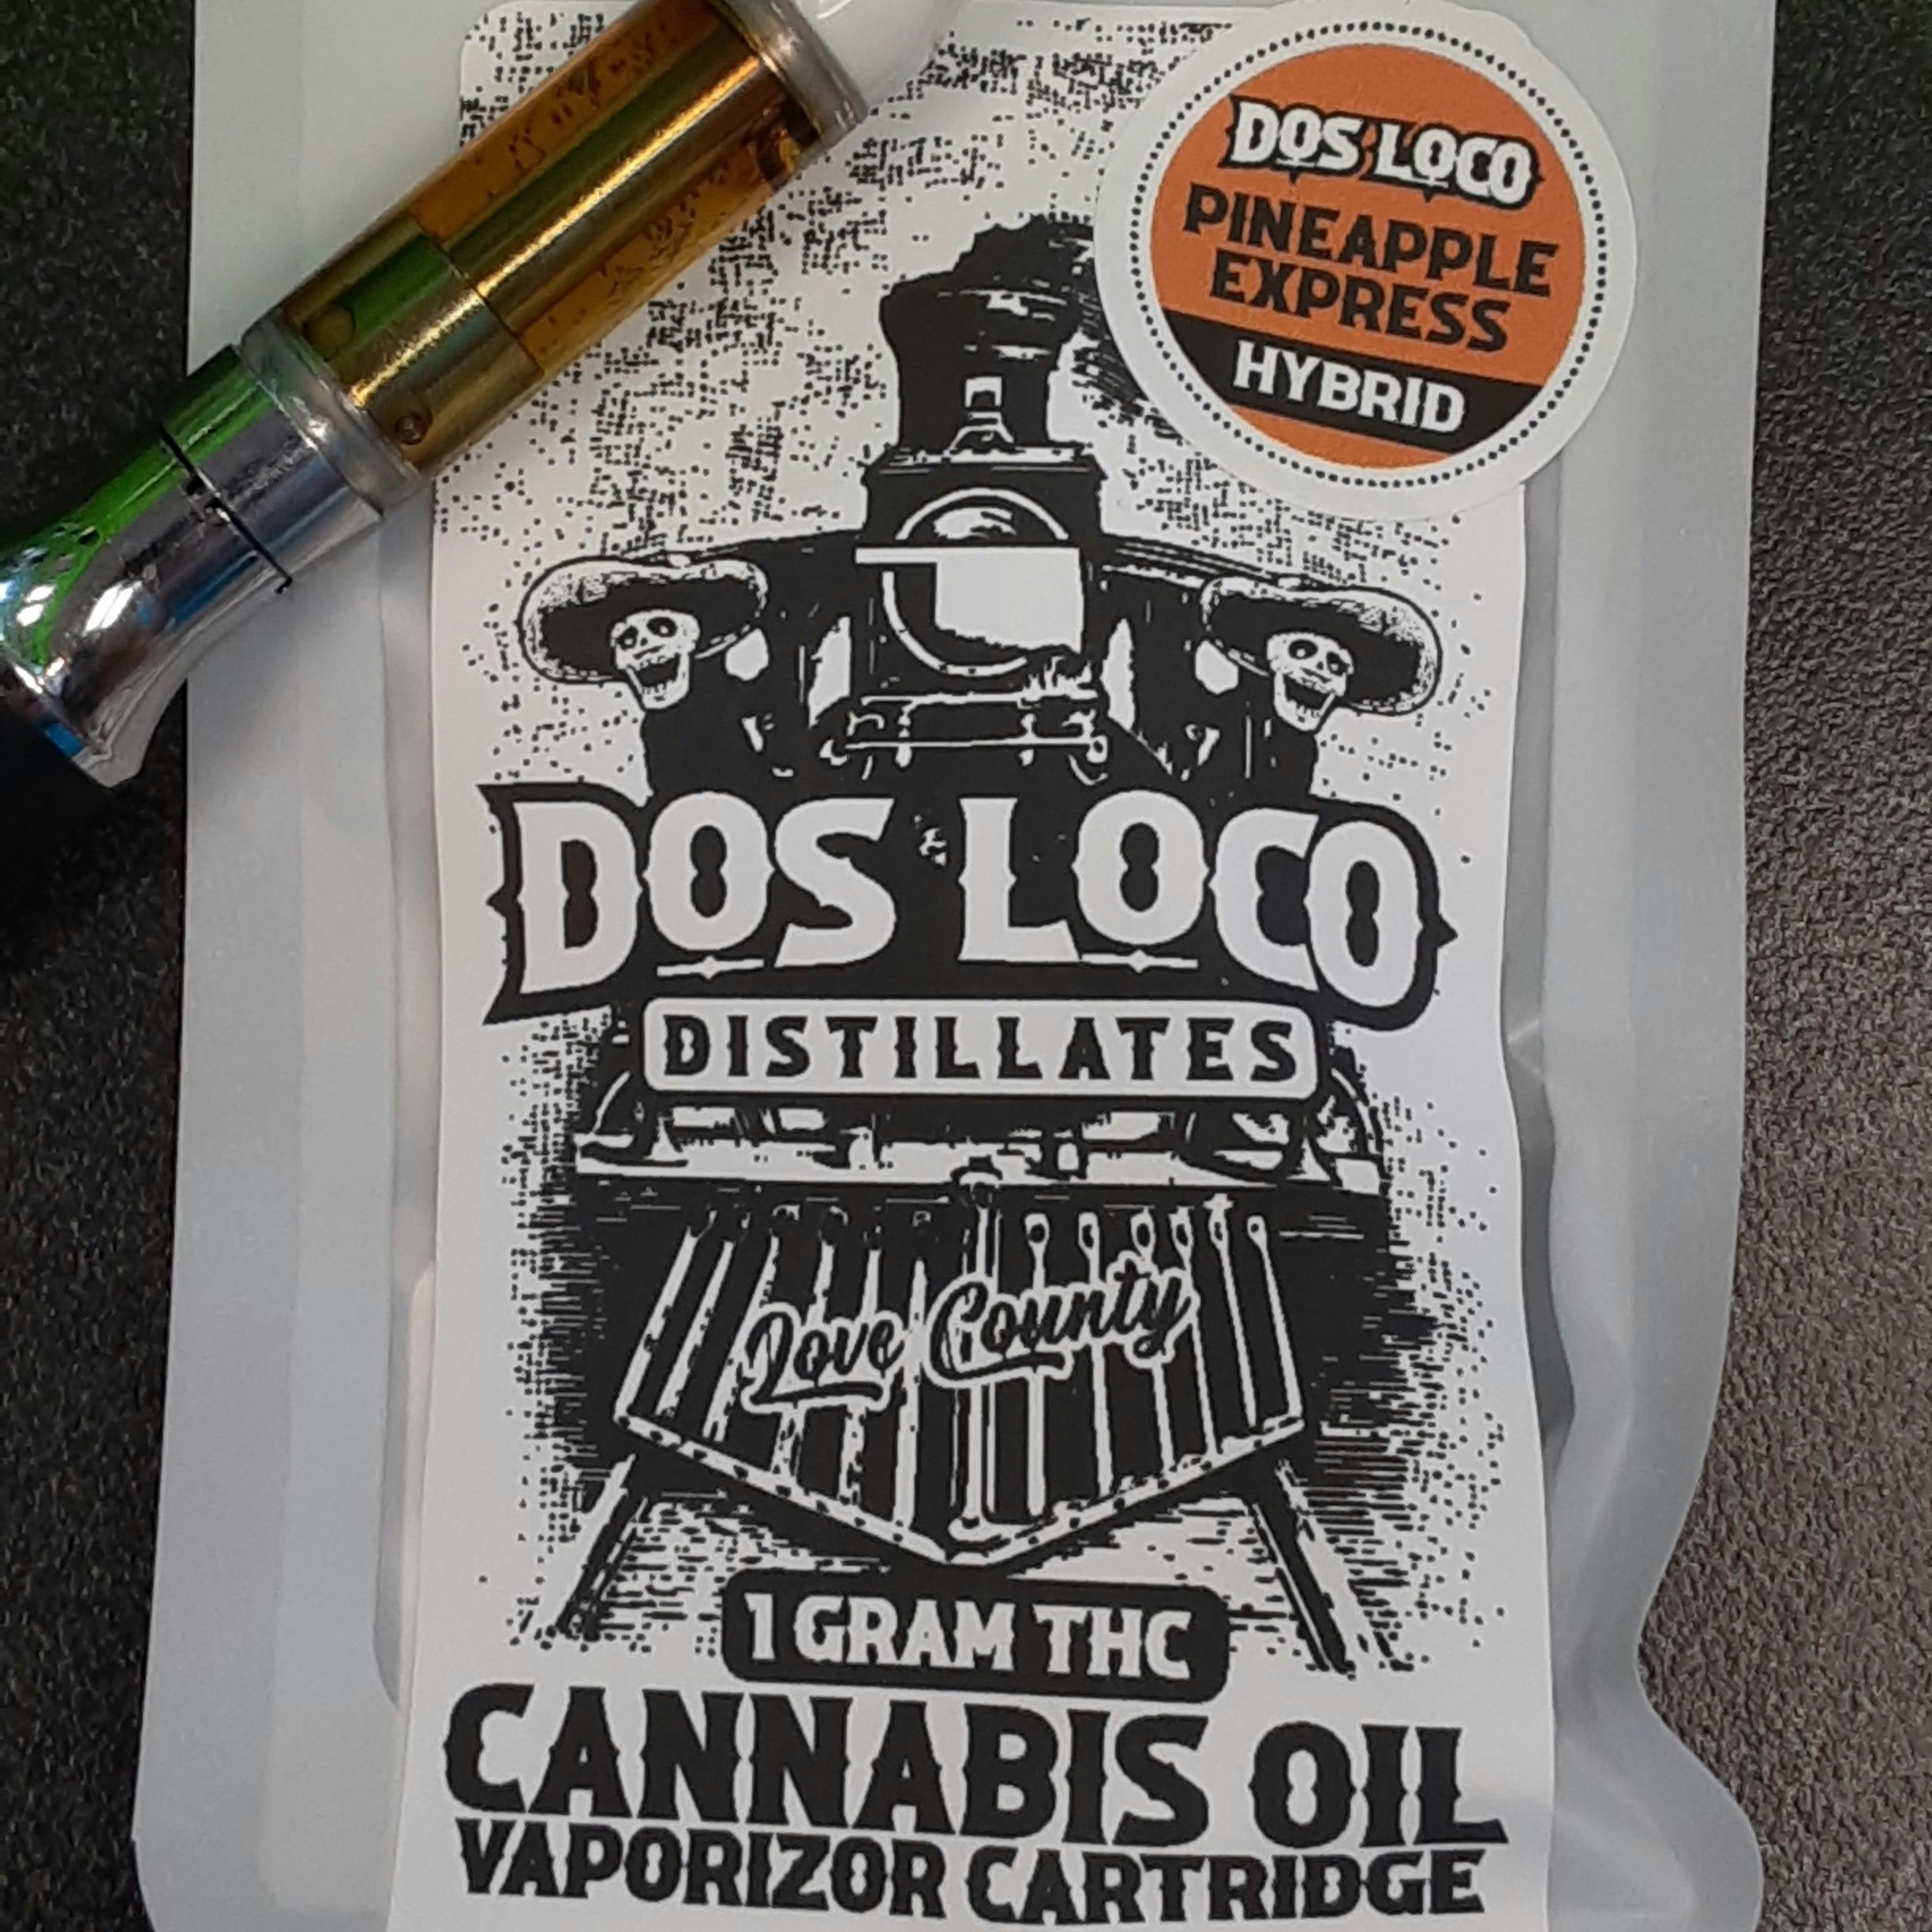 DOS LOCO
PINEAPPLE
EXPRESS
HYBRID
DOS LOCO
DISTILLATES
Love County
1 GRAM THC
CANNABIS OIL
VAPORIZOR CARTRIDGE